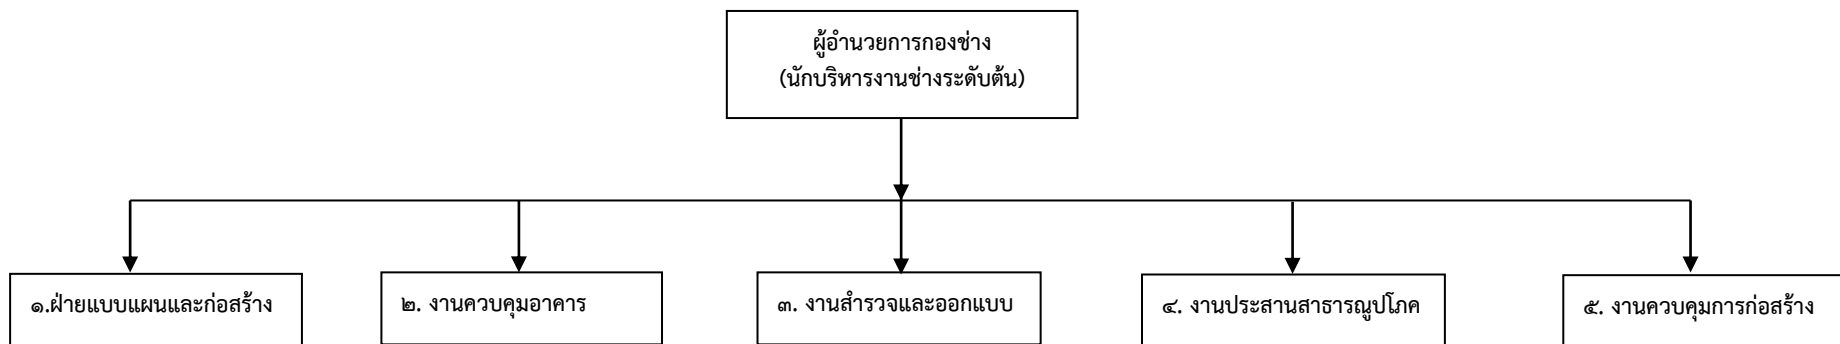 ผู้อำนวยการกองช่าง
(นักบริหารงานช่างระดับต้น)
๑.ฝ่ายแบบแผนและก่อสร้าง
๒. งานควบคุมอาคาร
๓. งานสำรวจและออกแบบ
๔. งานประสานสาธารณูปโภค
๕. งานควบคุมการก่อสร้าง